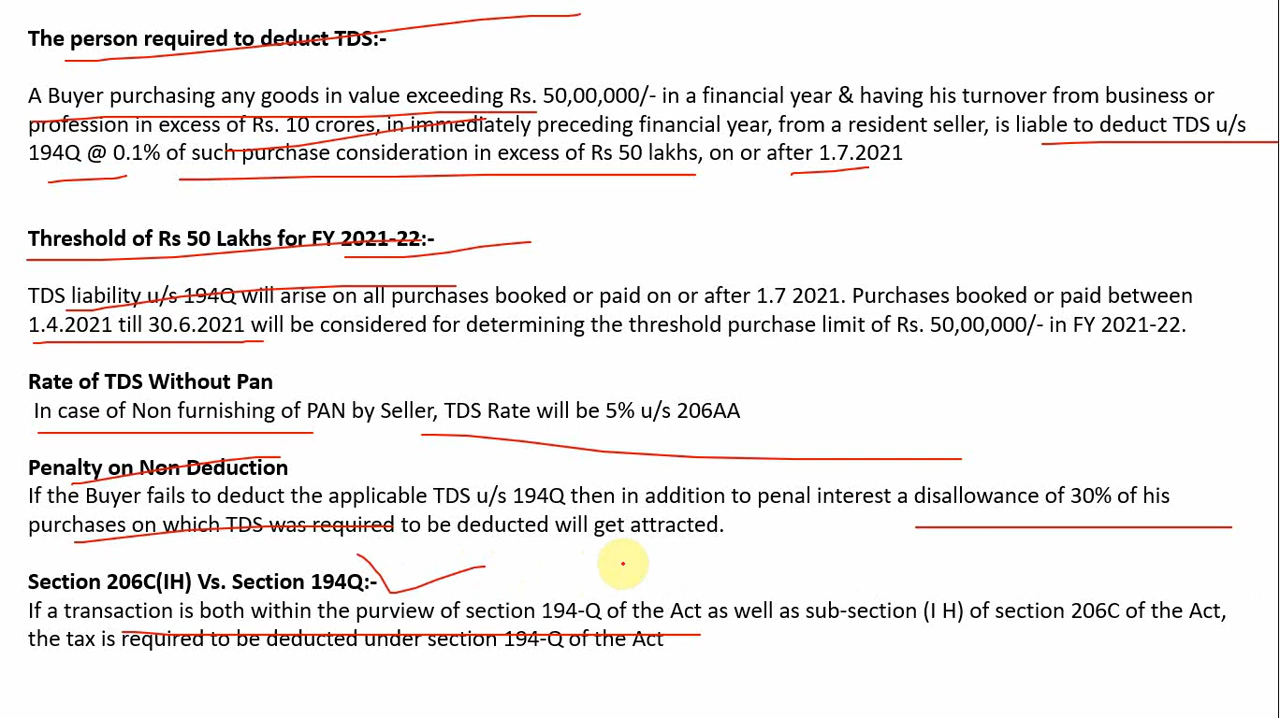 The person required to deduct TDS:-
A Buyer purchasing any goods in value exceeding Rs. 50,00,000/- in a financial year & having his turnover from business or
profession in excess of Rs. 10 crores, in immediately preceding financial year, from a resident seller, is liable to deduct TDS u/s
194Q @ 0.1% of such purchase consideration in excess of Rs 50 lakhs, on or after 1.7.2021
Threshold of Rs 50 Lakhs for FY 2021-22:-
TDS liability u/s 194Q will arise on all purchases booked or paid on or after 1.7 2021. Purchases booked or paid between
1.4.2021 till 30.6.2021 will be considered for determining the threshold purchase limit of Rs. 50,00,000/- in FY 2021-22.
Rate of TDS Without Pan
In case of Non furnishing of PAN by Seller, TDS Rate will be 5% u/s 206AA
Penalty on Non Deduction
If the Buyer fails to deduct the applicable TDS u/s 194Q then in addition to penal interest a disallowance of 30% of his
purchases on which TDS was required to be deducted will get attracted.
Section 206C(IH) Vs. Section 194Q:-
If a transaction is both within the purview of section 194-Q of the Act as well as sub-section (I H) of section 206C of the Act,
the tax is required to be deducted under section 194-Q of the Act